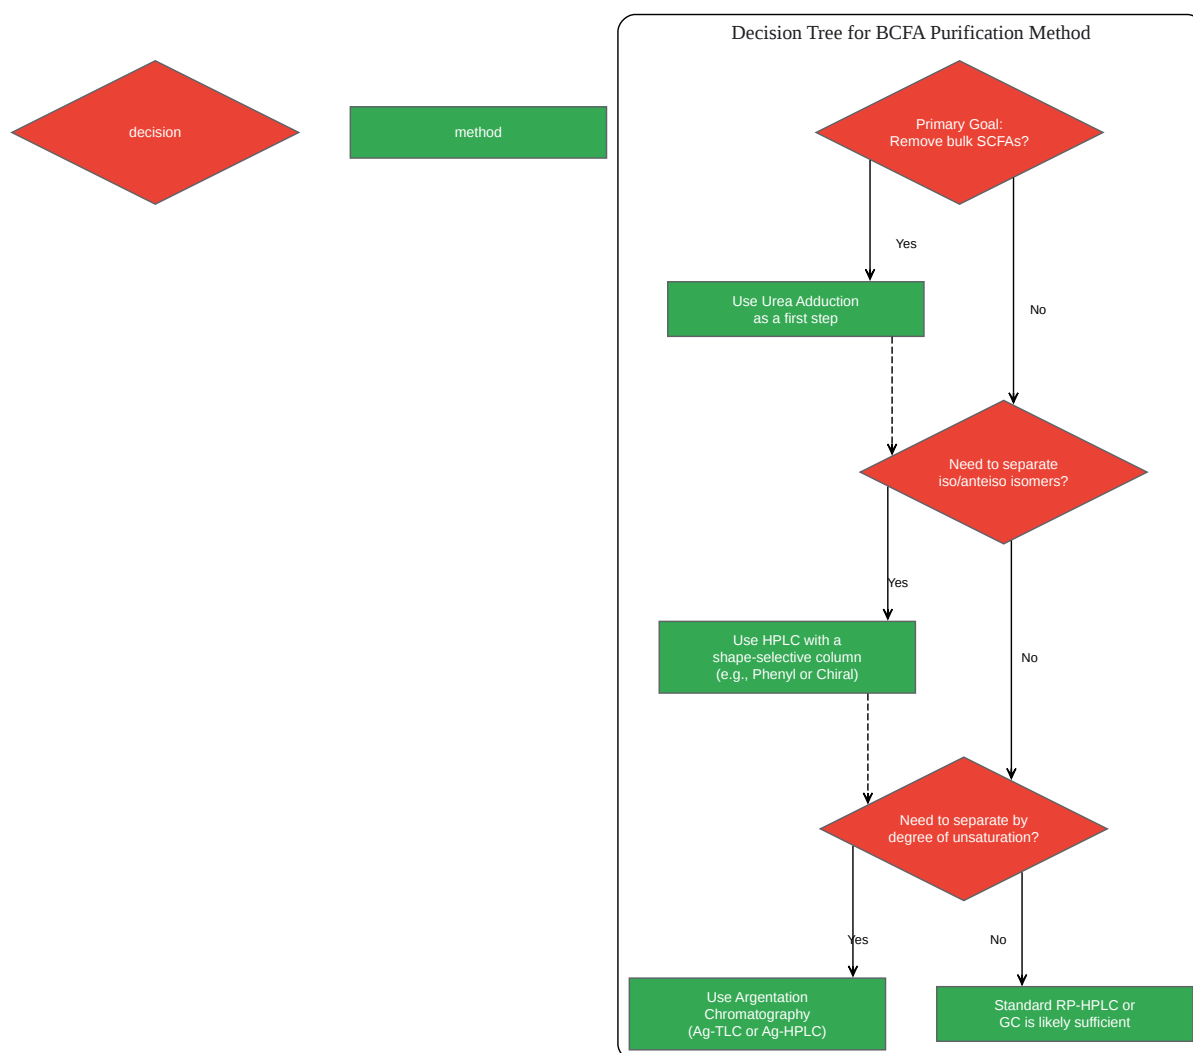 Decision Tree for BCFA Purification Method
decision
method
Primary Goal:
Remove bulk SCFAs?
Yes
No
Use Urea Adduction
as a first step
Need to separate
iso/anteiso isomers?
Yes
No
Use HPLC with a
shape-selective column
(e.g., Phenyl or Chiral)
Need to separate by
degree of unsaturation?
Yes
No
Use Argentation
Chromatography
(Ag-TLC or Ag-HPLC)
Standard RP-HPLC or
GC is likely sufficient